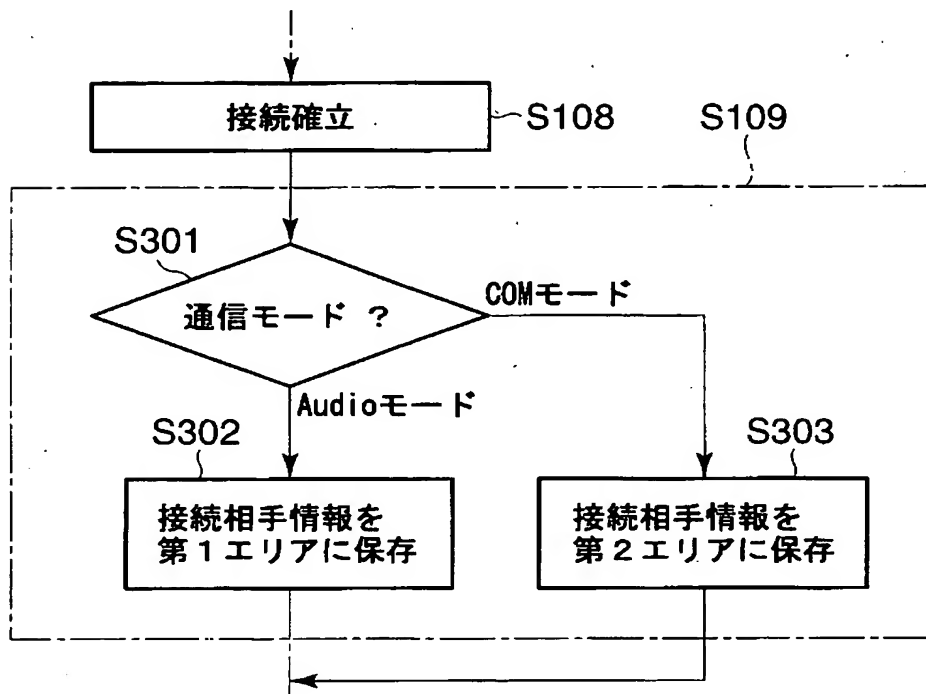 接続確立
S108
S109
S301
通信モード ?
COMモード
Audioモード
S302
S303
接続相手情報を
第1エリアに保存
接続相手情報を
第2エリアに保存